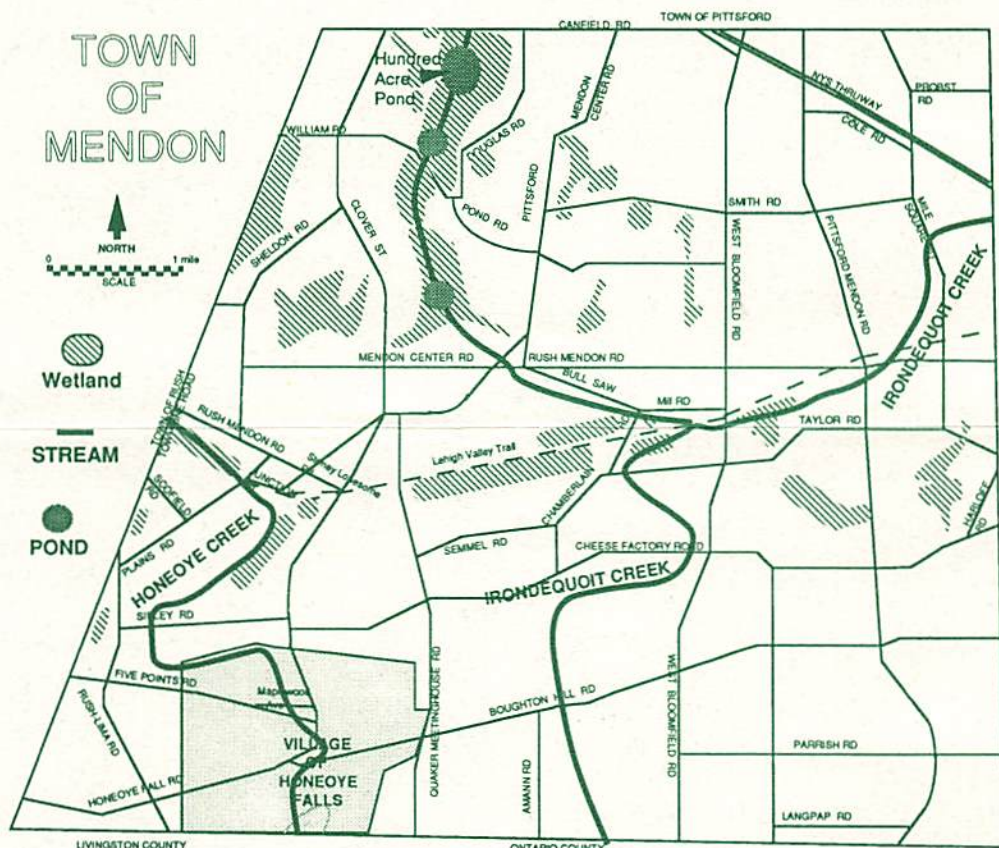 TOWN OF PITTSFORD
CANFIELD RD
TOWN
OF
MENDON
Hundred
Acre
Pond
MENDON
CENTER RD
NYS THRUWAY
PROBST
RD
COLE RD
WILLIAM RD
DOUGLAS RD
PITTSFORD
SMITH RD
POND RD
MILE
SQUARE
CLOVER ST
SHELDON RD
NORTH
0 1 mile
SCALE
WEST BLOOMFIELD RD
PITTSFORD MENDON RD
IRONDEQUOIT CREEK
Wetland
MENDON CENTER RD
RUSH MENDON RD
BULL SAW
Mill RD
TAYLOR RD
TOWN OF RUSH
RUSH MENDON RD
STREAM
Lehigh Valley Trail
JUNCTION
SCOFIELD
RD
CHAMBERLAIN
RD
HARLOFF
RD
POND
PLAINS RD
HONEOYE CREEK
SEMMEL RD
CHEESE FACTORY ROAD
IRONDEQUOIT CREEK
SIBLEY RD
FIVE POINTS RD
RUSH-LIMA RD
QUAKER MEETINGHOUSE RD
BOUGHTON HILL RD
WEST BLOOMFIELD RD
VILLAGE
OF
HONEOYE
FALLS
HONEOYE FALL RD
AMANN RD
PARRISH RD
LANGPAP RD
LIVINGSTON COUNTY
ONTARIO COUNTY